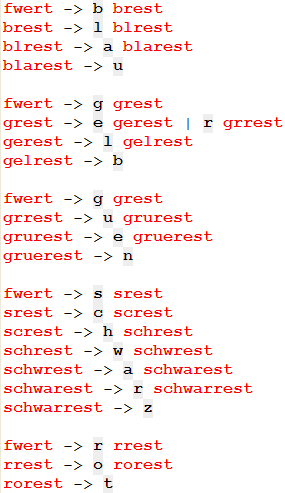 fwert -> b brest
brest -> l blrest
blrest -> a blarest
blarest -> u
fwert -> g grest
grest -> e gerest | r grrest
gerest -> l gelrest
gelrest -> b
fwert -> g grest
grrest -> u grurest
grurest -> e gruerest
gruerest -> n
fwert -> s srest
srest -> c screst
screst -> h schrest
schrest -> w schwrest
schwrest -> a schwarest
schwarest -> r schwarrest
schwarrest -> z
fwert -> r rrest
rrest -> o rorest
rorest -> t